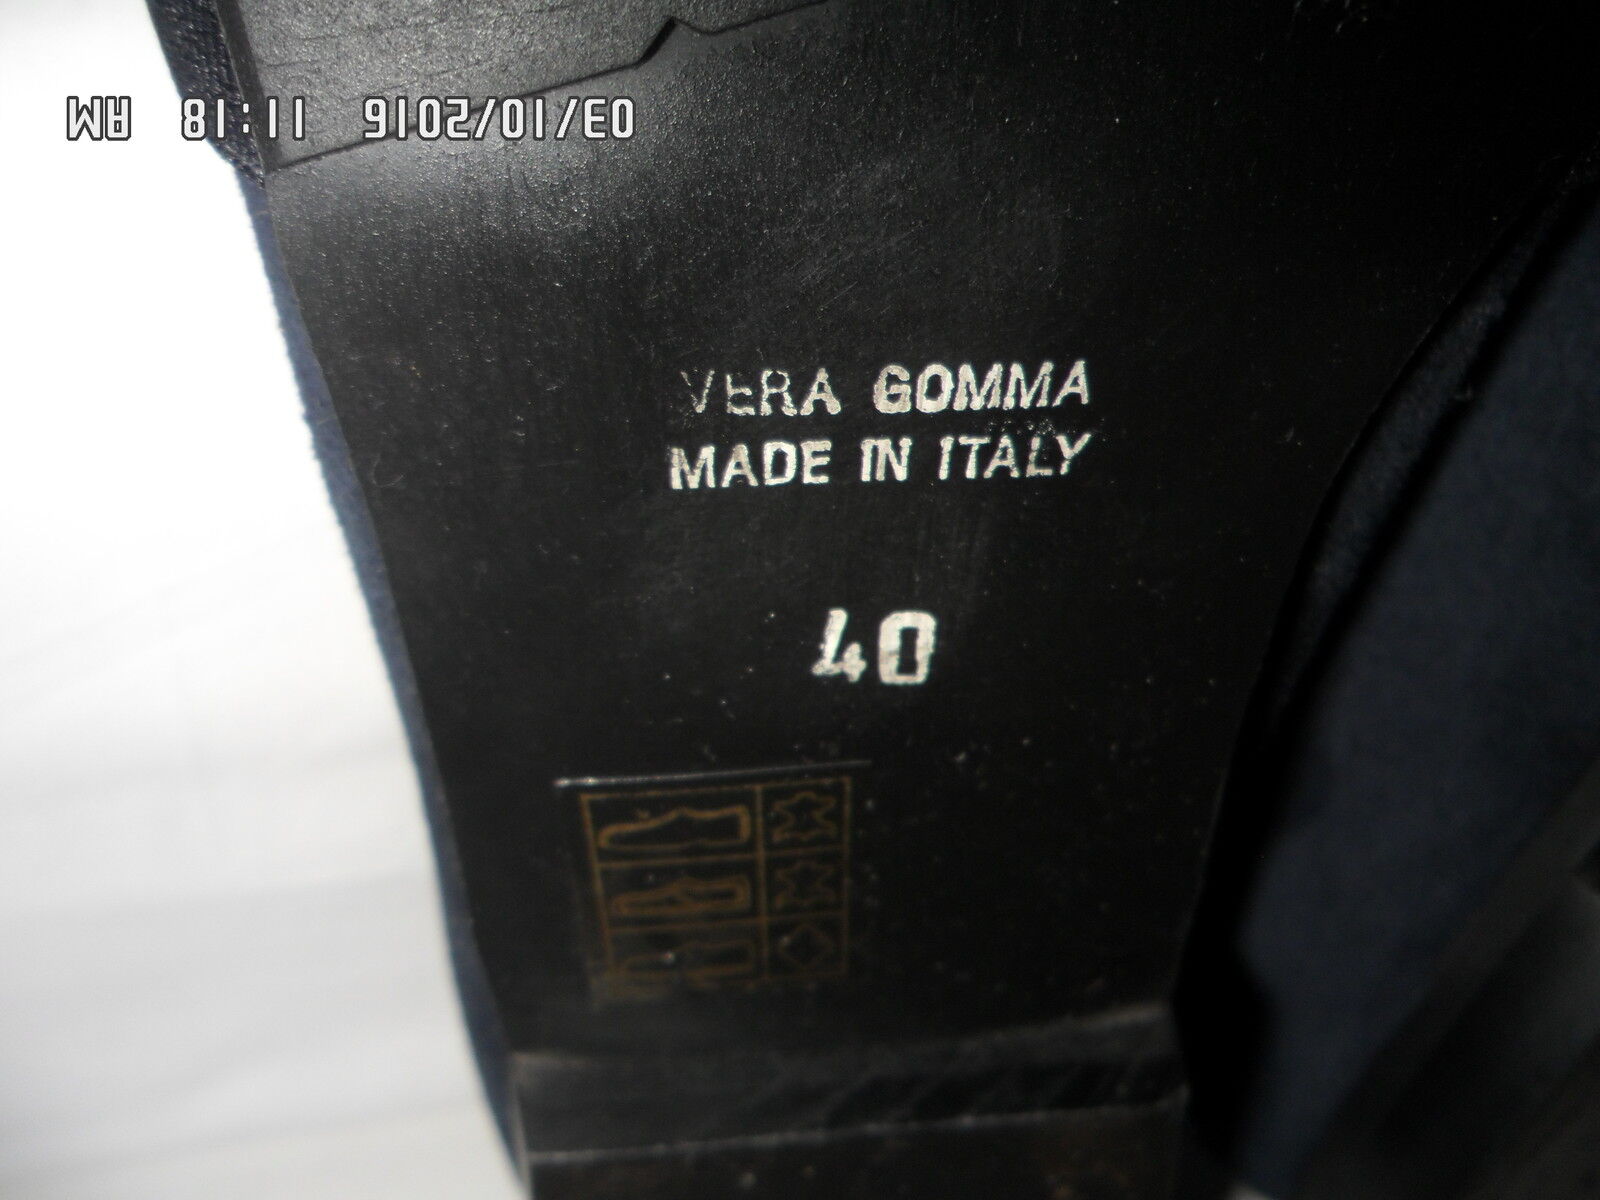 03/10/2016 11:18 AM
VERA GOMMA
MADE IN ITALY
40